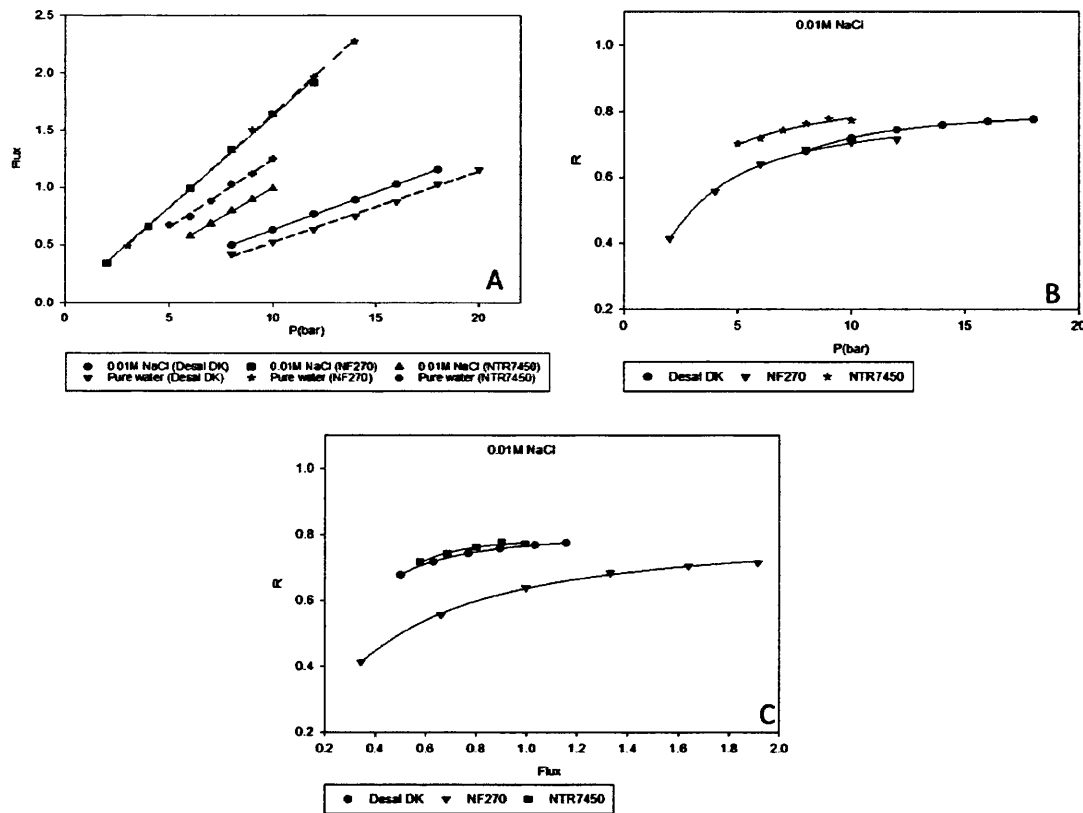 2.5
2.0
1.5
1.0
0.5
0.0
Flux
0 5 10 15 20
P(bar)
A
0.01M NaCl (Desal DK) 0.01M NaCl (NF270) 0.01M NaCl (NTR7450)
Pure water (Desal DK) Pure water (NF270) Pure water (NTR7450)
0.01M NaCl
1.0
0.8
0.6
0.4
0.2
R
0 5 10 15 20
P(bar)
B
Desal DK NF270 NTR7450
0.01M NaCl
1.0
0.8
0.6
0.4
0.2
R
0.2 0.4 0.6 0.8 1.0 1.2 1.4 1.6 1.8 2.0
Flux
C
Desal DK NF270 NTR7450